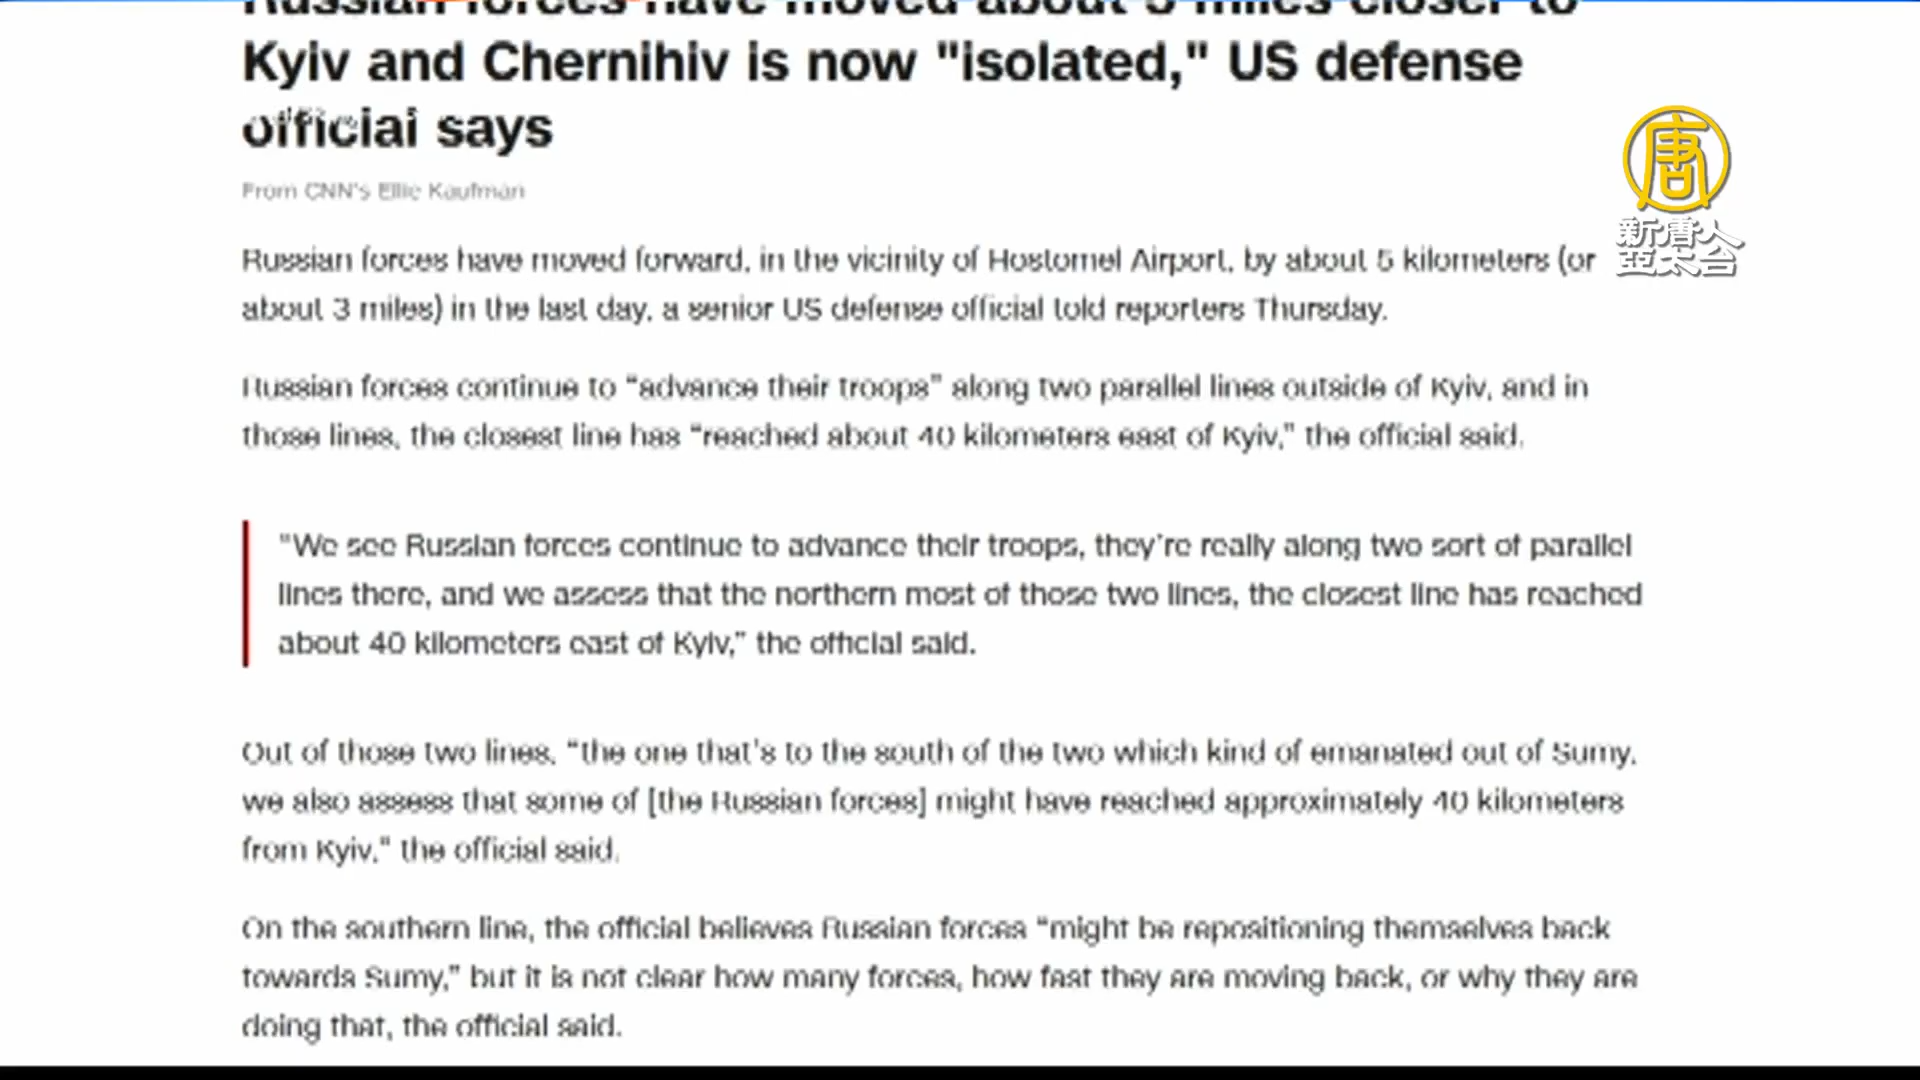 Russian forces have moved about 3 miles closer to
Kyiv and Chernihiv is now "isolated," US defense
official says
From CNN's Ellie Kaufman
Russian forces have moved forward, in the vicinity of Hostomel Airport, by about 5 kilometers (or
about 3 miles) in the last day, a senior US defense official told reporters Thursday.
Russian forces continue to “advance their troops” along two parallel lines outside of Kyiv, and in
those lines, the closest line has “reached about 40 kilometers east of Kyiv,” the official said.
"We see Russian forces continue to advance their troops, they're really along two sort of parallel
lines there, and we assess that the northern most of those two lines, the closest line has reached
about 40 kilometers east of Kyiv,” the official said.
Out of those two lines, “the one that's to the south of the two which kind of emanated out of Sumy,
we also assess that some of [the Russian forces] might have reached approximately 40 kilometers
from Kyiv," the official said.
On the southern line, the official believes Russian forces “might be repositioning themselves back
towards Sumy,” but it is not clear how many forces, how fast they are moving back, or why they are
doing that, the official said.
唐
新唐人
亞太台